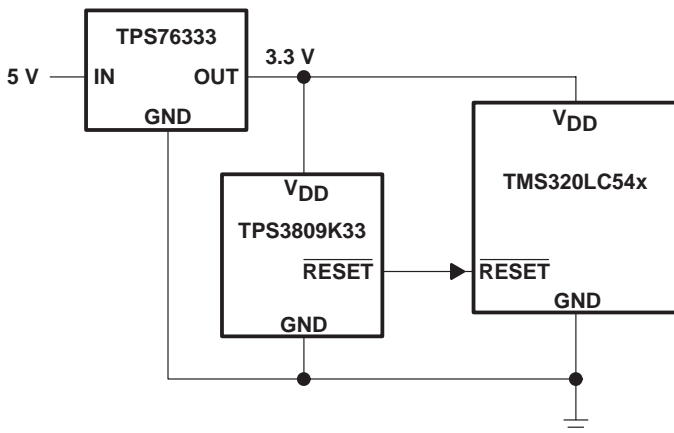 TPS76333
3.3 V
5 V IN OUT
GND
VDD
TMS320LC54x
VDD
TPS3809K33
RESET
RESET
GND
GND